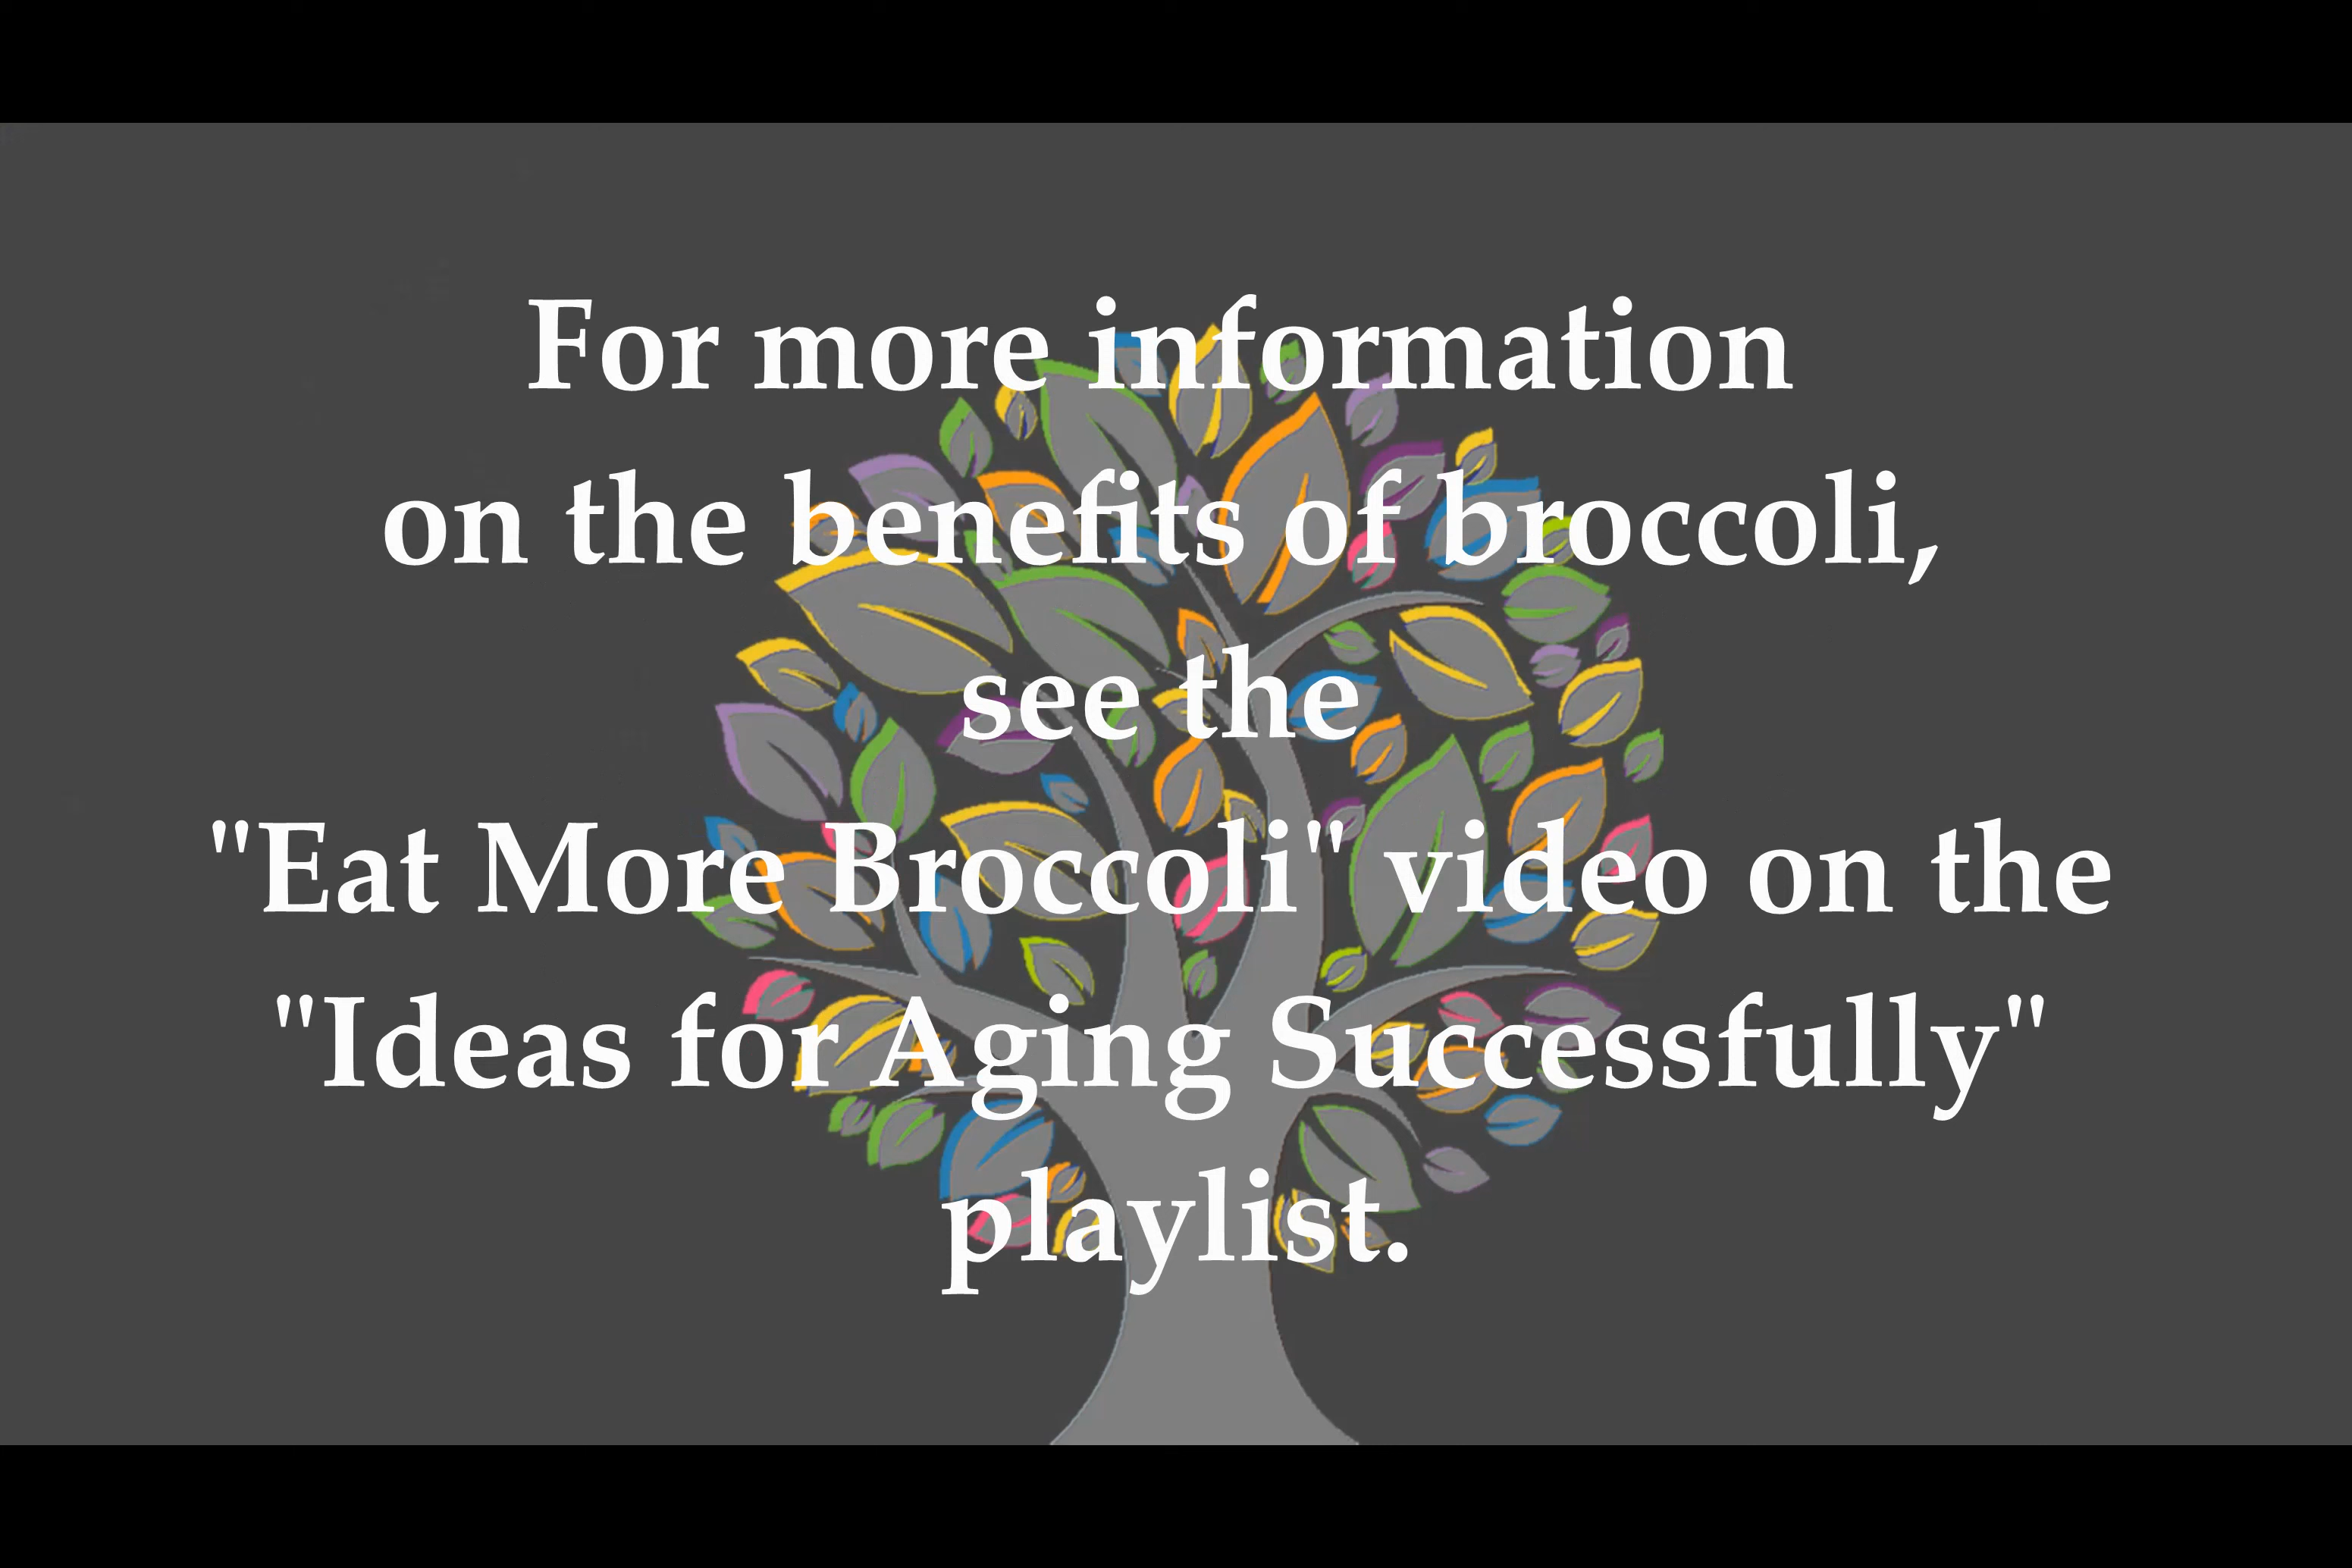 For more information
on the benefits of broccoli,
see the
"Eat More Broccoli" video on the
"Ideas for Aging Successfully"
playlist.